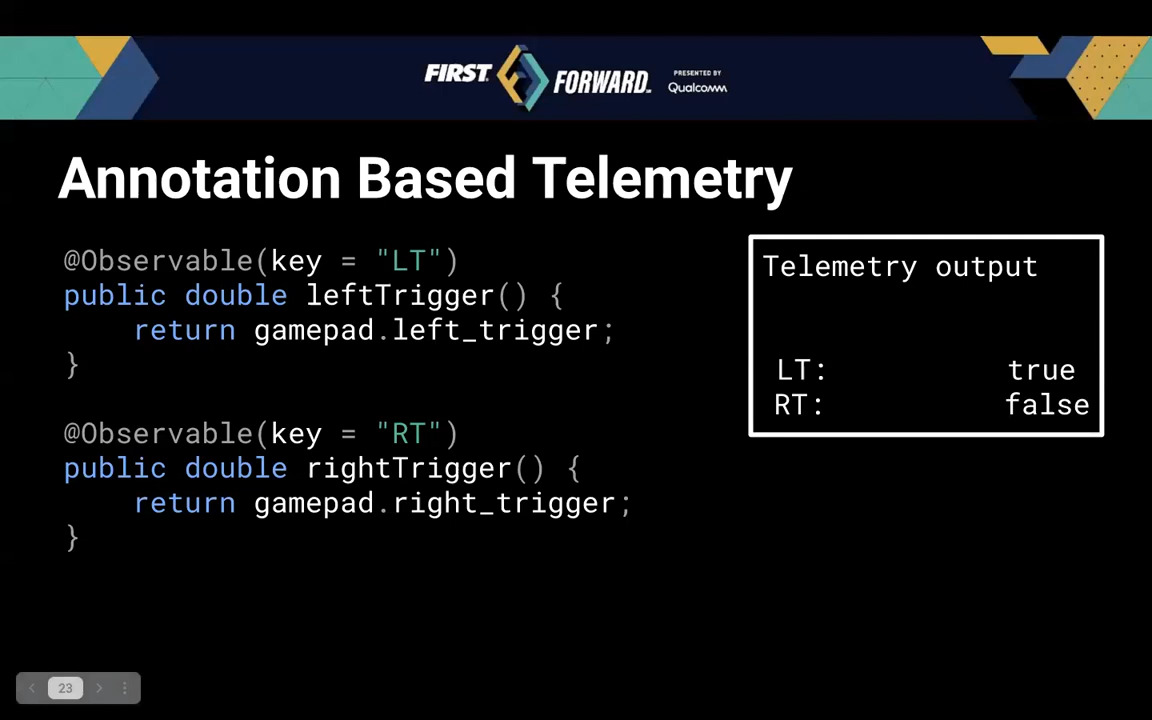 FIRST FORWARD PRESENTED BY Qualcomm
Annotation Based Telemetry
@Observable(key = "LT")
public double leftTrigger() {
    return gamepad.left_trigger;
}
@Observable(key = "RT")
public double rightTrigger() {
    return gamepad.right_trigger;
}
Telemetry output
LT: true
RT: false
23